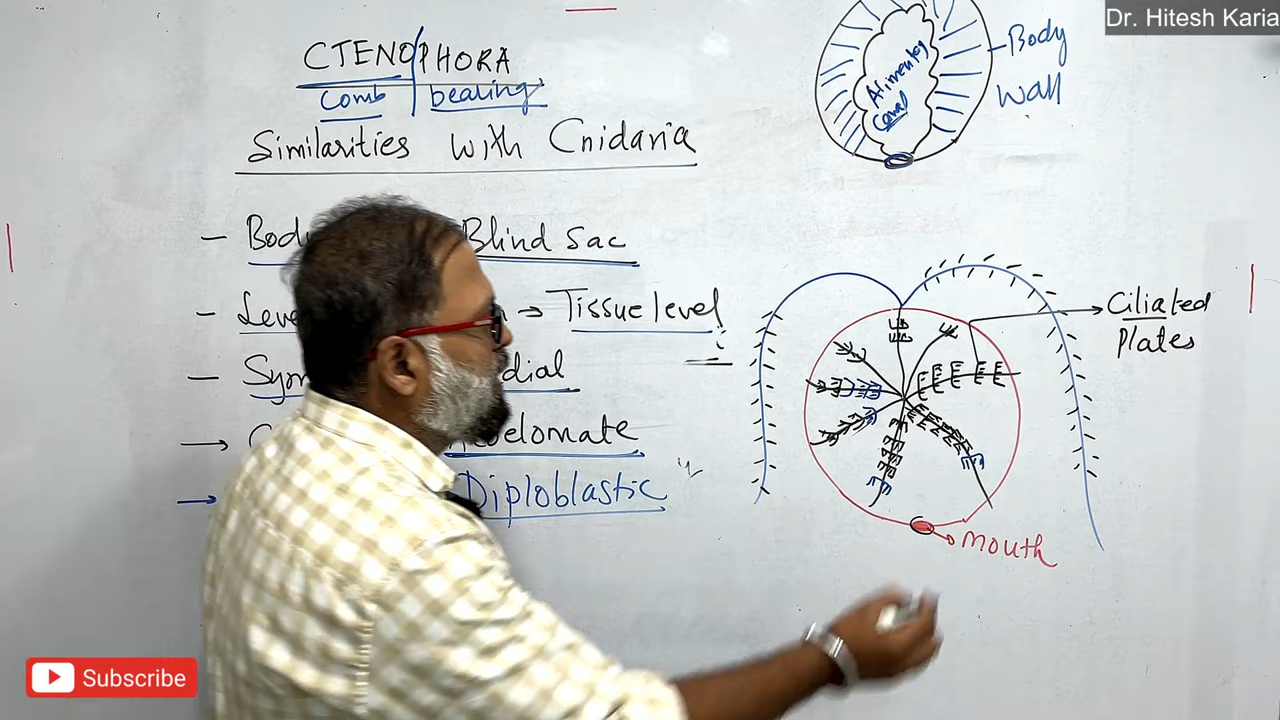 Dr. Hitesh Karia
CTENOPHORA
Comb bearing
Similarities with Cnidaria
- Bod Blind Sac
- Leve → Tissue level
- Sym dial
→ oelomate
→ Diploblastic
Alimentary
Canal
Body
Wall
Ciliated
Plates
Mouth
Subscribe